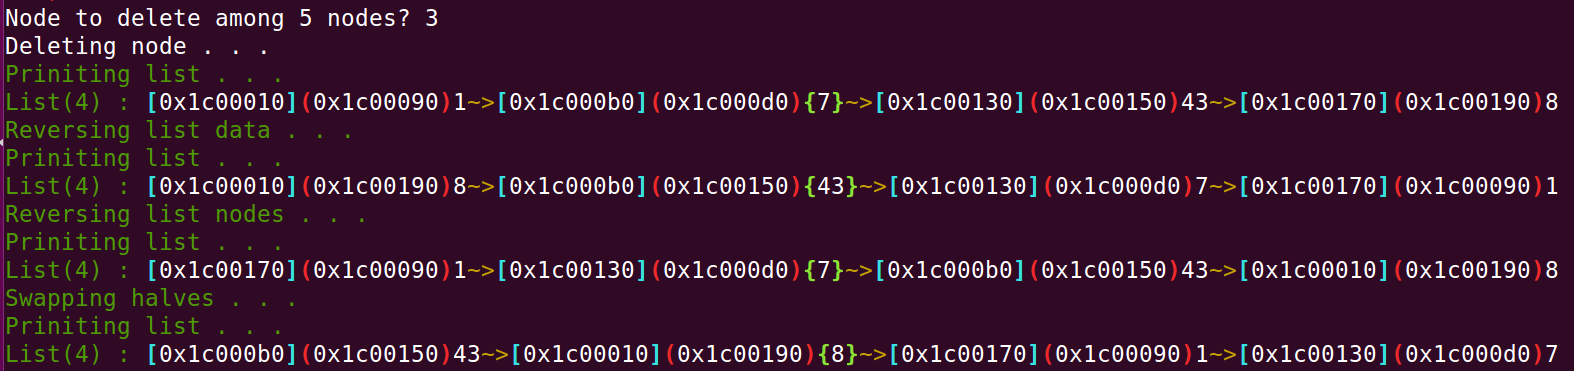 Node to delete among 5 nodes? 3
Deleting node . . .
Priniting list . . .
List(4) : [0x1c00010](0x1c00090)1~>[0x1c000b0](0x1c000d0){7}~>[0x1c00130](0x1c00150)43~>[0x1c00170](0x1c00190)8
Reversing list data . . .
Priniting list . . .
List(4) : [0x1c00010](0x1c00190)8~>[0x1c000b0](0x1c00150){43}~>[0x1c00130](0x1c000d0)7~>[0x1c00170](0x1c00090)1
Reversing list nodes . . .
Priniting list . . .
List(4) : [0x1c00170](0x1c00090)1~>[0x1c00130](0x1c000d0){7}~>[0x1c000b0](0x1c00150)43~>[0x1c00010](0x1c00190)8
Swapping halves . . .
Priniting list . . .
List(4) : [0x1c000b0](0x1c00150)43~>[0x1c00010](0x1c00190){8}~>[0x1c00170](0x1c00090)1~>[0x1c00130](0x1c000d0)7